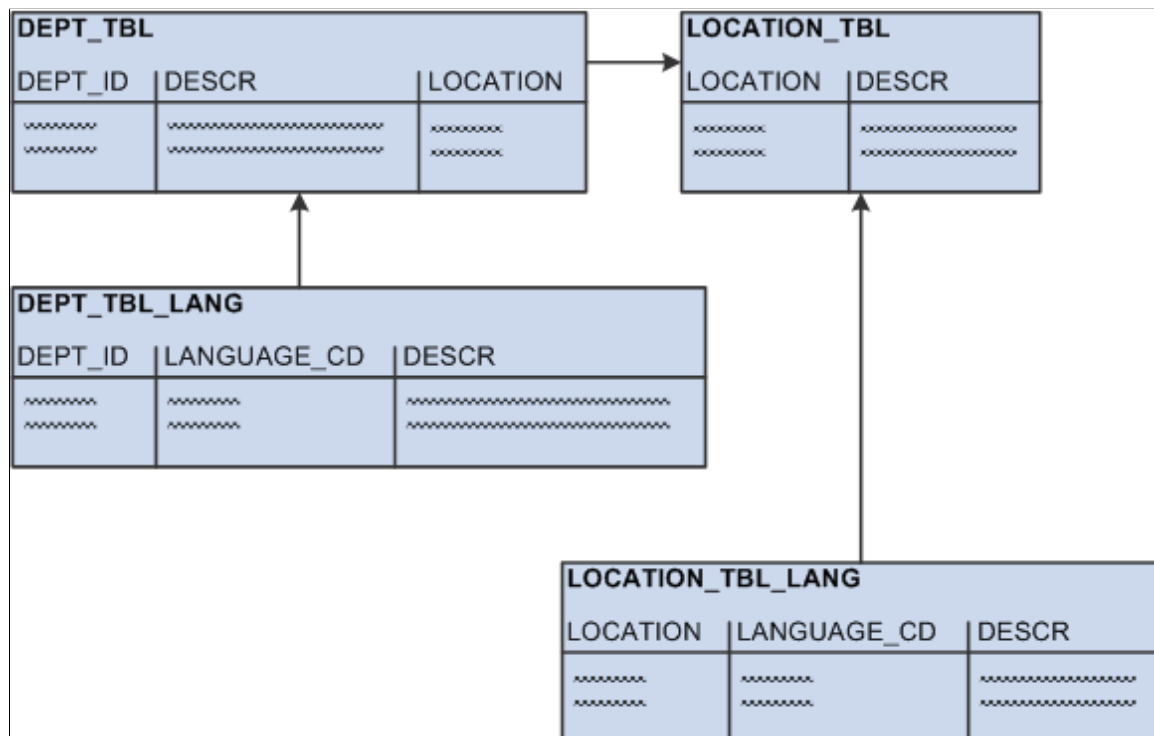 DEPT_TBL
DEPT_ID DESCR LOCATION
LOCATION_TBL
LOCATION DESCR
DEPT_TBL_LANG
DEPT_ID LANGUAGE_CD DESCR
LOCATION_TBL_LANG
LOCATION LANGUAGE_CD DESCR